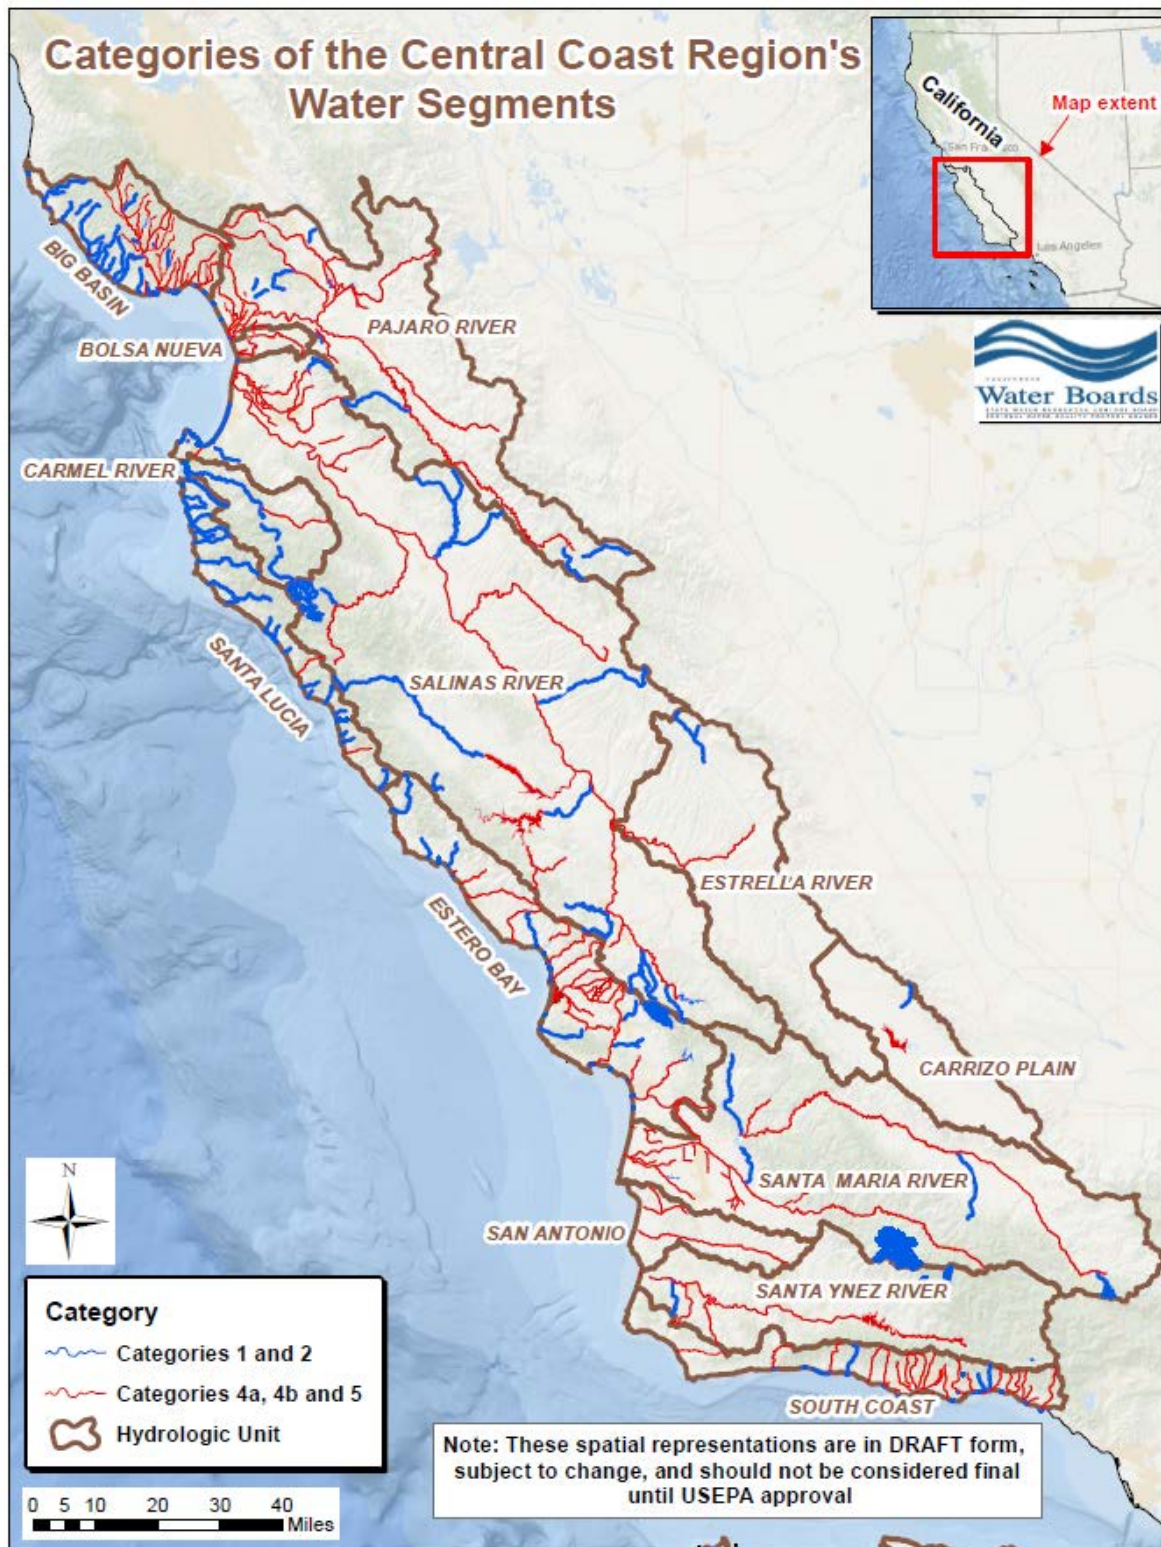 Categories of the Central Coast Region's
Water Segments
California
Map extent
Los Angeles
Water Boards
BIG BASIN
PAJARO RIVER
BOLSA NUEVA
CARMEL RIVER
SANTA LUCIA
SALINAS RIVER
ESTRELLA RIVER
ESTERO BAY
CARRIZO PLAIN
SANTA MARIA RIVER
SAN ANTONIO
SANTA YNEZ RIVER
SOUTH COAST
N
Category
Categories 1 and 2
Categories 4a, 4b and 5
Hydrologic Unit
Note: These spatial representations are in DRAFT form,
subject to change, and should not be considered final
until USEPA approval
0 5 10 20 30 40
Miles